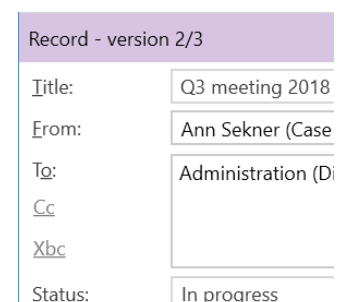 Record - version 2/3
Title: Q3 meeting 2018
From: Ann Sekner (Case
To: Administration (Di
Cc
Xbc
Status: In progress